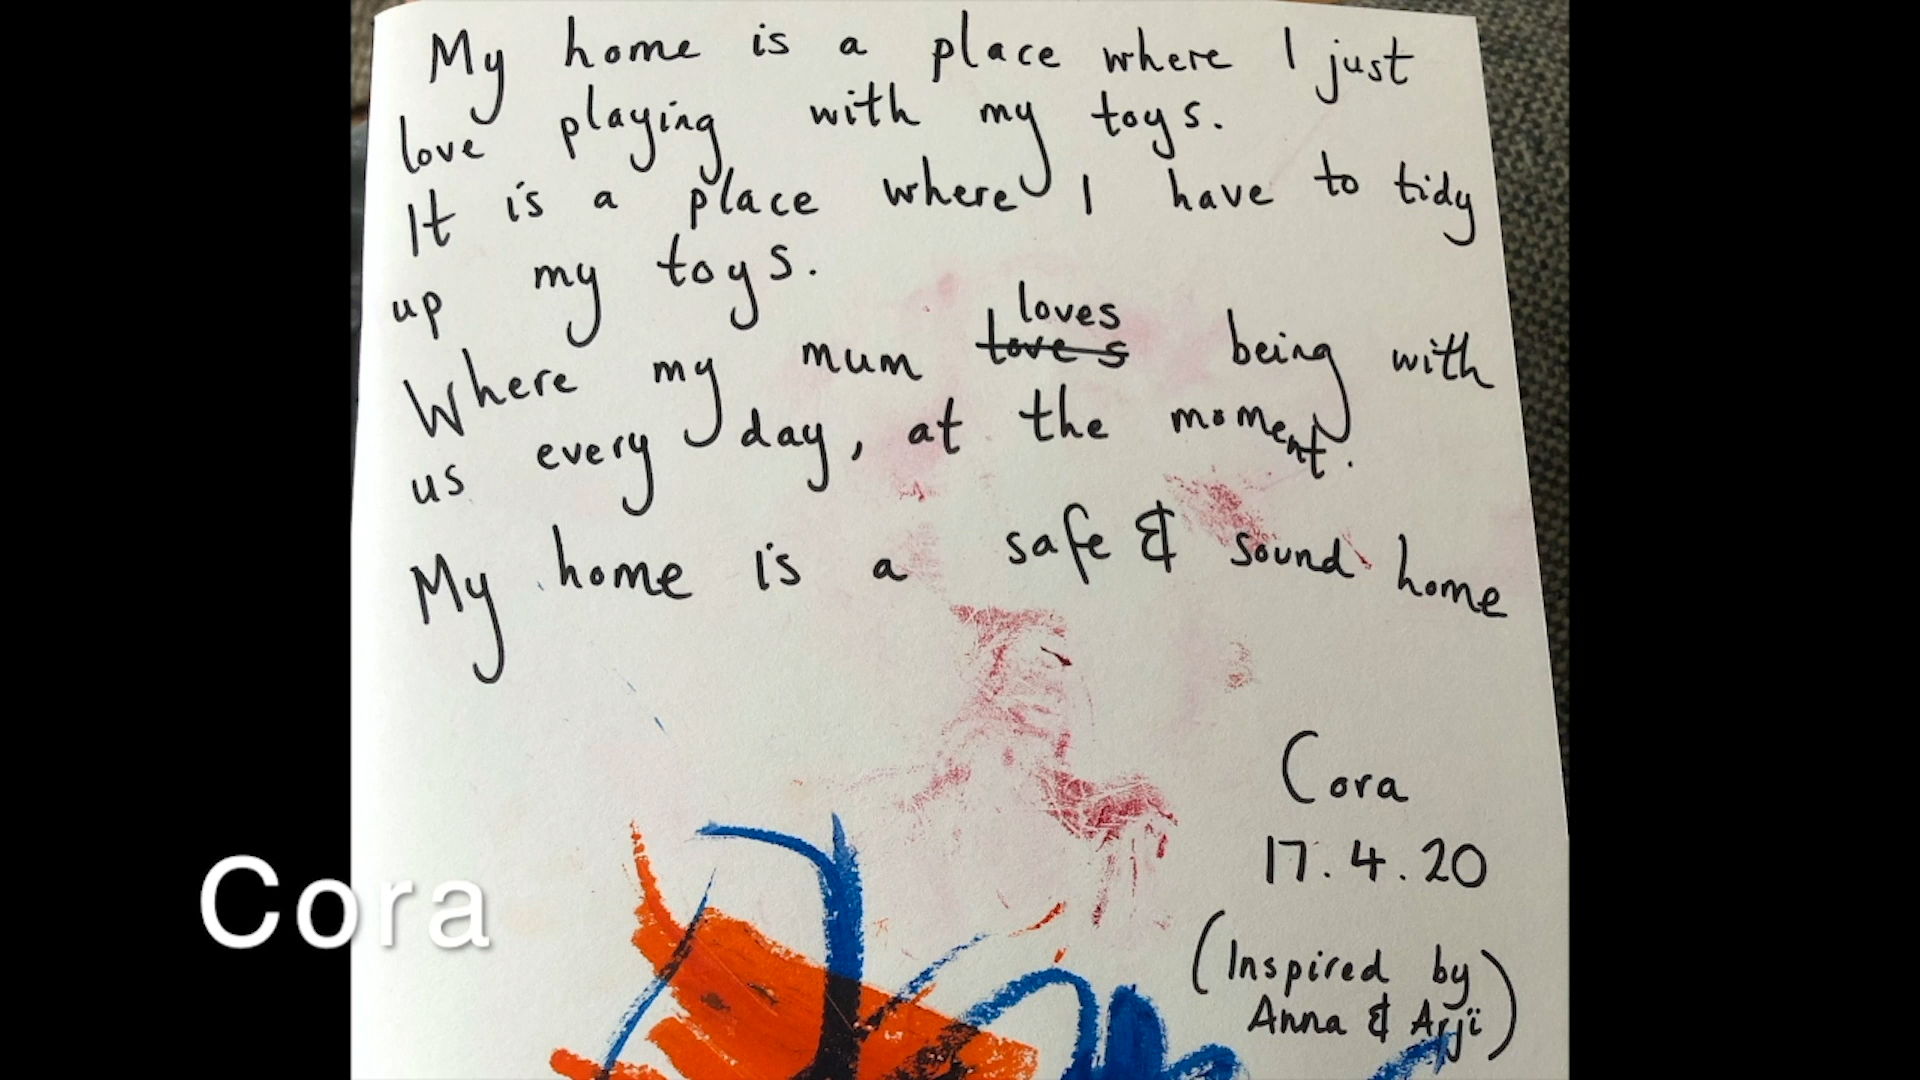 My home is a place where I just
love playing with my toys.
It is a place where I have to tidy
up my toys.
loves
Where my mum love s being with
us every day, at the moment.
My home is a safe & sound home
Cora
17.4.20
(Inspired by
Anna & Arji)
Cora